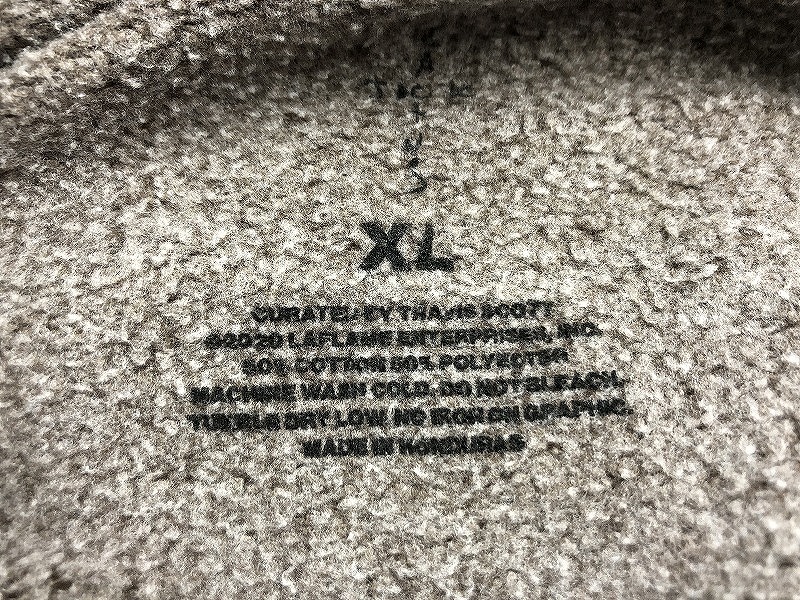 XL
CURATED BY TRAVIS SCOTT
©2020 LAFLAME ENTERPRISES, INC.
50% COTTON 50% POLYESTER
MACHINE WASH COLD. DO NOT BLEACH.
TUMBLE DRY LOW. NO IRON ON GRAPHIC.
MADE IN HONDURAS